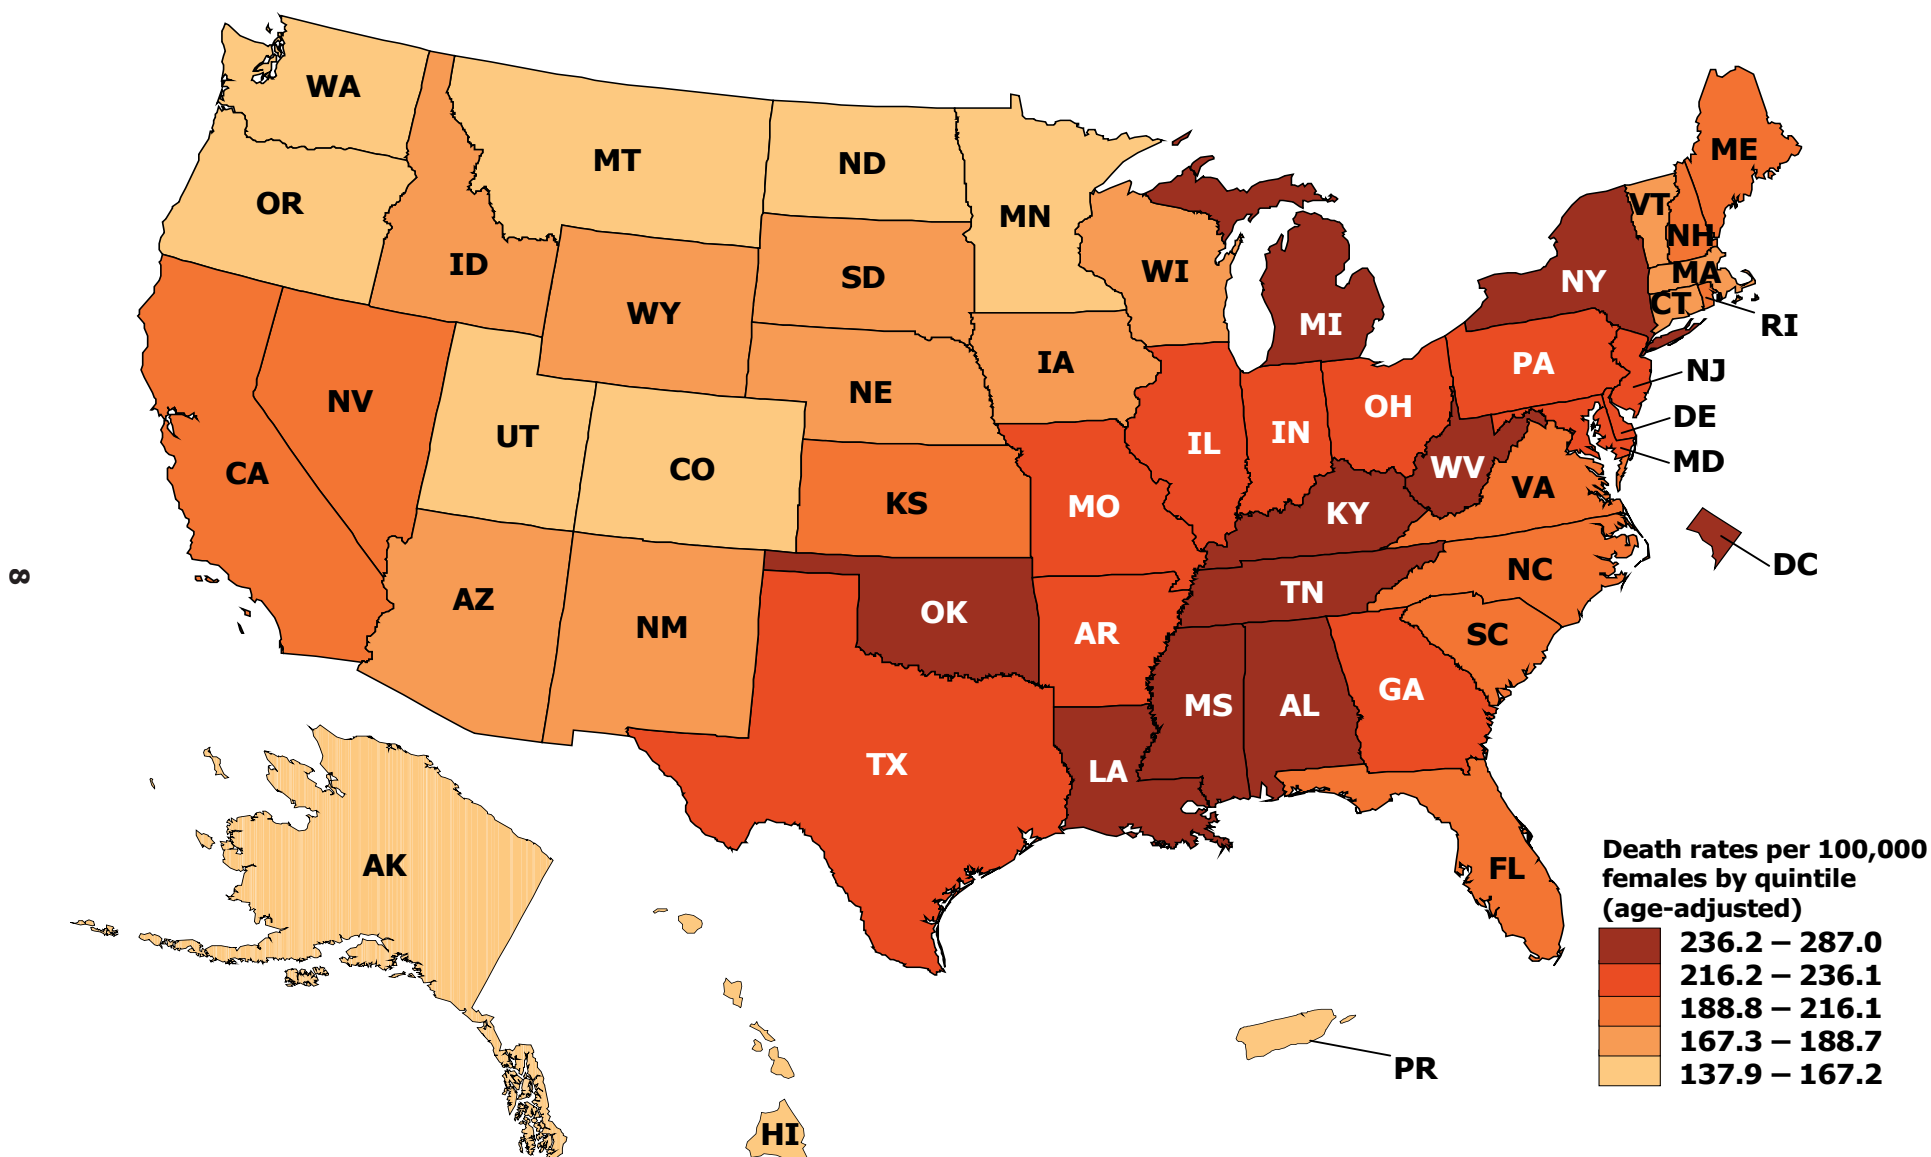 WA
MT
ND
MN
OR
ID
SD
WY
WI
MI
NY
ME
VT
NH
MA
CT
RI
NJ
DE
MD
PA
IA
NE
NV
UT
CO
CA
KS
MO
IL
IN
OH
WV
VA
KY
DC
NC
TN
SC
AZ
NM
OK
AR
MS
AL
GA
TX
LA
FL
AK
HI
PR
8
Death rates per 100,000
females by quintile
(age-adjusted)
236.2 – 287.0
216.2 – 236.1
188.8 – 216.1
167.3 – 188.7
137.9 – 167.2